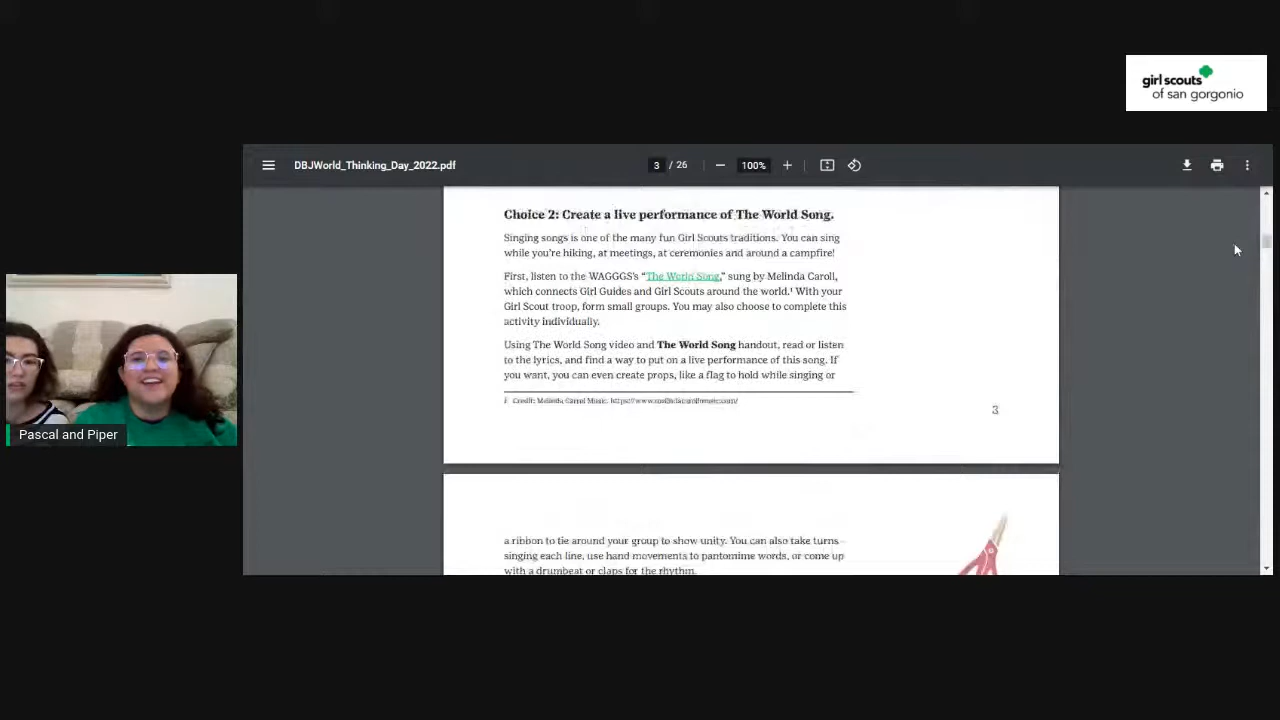 girl scouts
of san gorgonio
DBJWorld_Thinking_Day_2022.pdf
3 / 26
100%
Choice 2: Create a live performance of The World Song.
Singing songs is one of the many fun Girl Scouts traditions. You can sing
while you're hiking, at meetings, at ceremonies and around a campfire!
First, listen to the WAGGGS's "The World Song," sung by Melinda Caroll,
which connects Girl Guides and Girl Scouts around the world.¹ With your
Girl Scout troop, form small groups. You may also choose to complete this
activity individually.
Using The World Song video and The World Song handout, read or listen
to the lyrics, and find a way to put on a live performance of this song. If
you want, you can even create props, like a flag to hold while singing or
Credit: Melinda Carroll Music.
3
Pascal and Piper
a ribbon to tie around your group to show unity. You can also take turns
singing each line, use hand movements to pantomime words, or come up
with a drumbeat or claps for the rhythm.